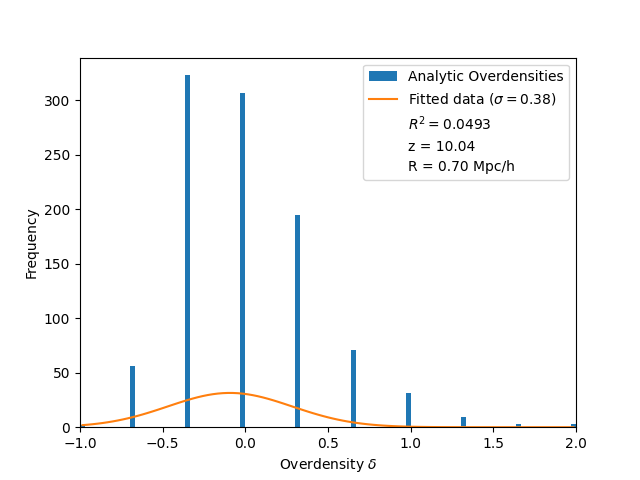 Analytic Overdensities
Fitted data (σ = 0.38)
R² = 0.0493
z = 10.04
R = 0.70 Mpc/h
Frequency
300
250
200
150
100
50
0
−1.0 −0.5 0.0 0.5 1.0 1.5 2.0
Overdensity δ